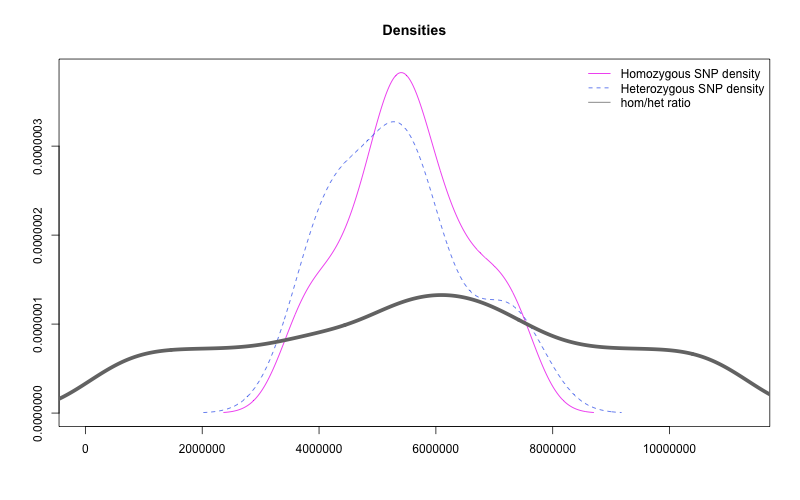 Densities
Homozygous SNP density
Heterozygous SNP density
hom/het ratio
0.0000003
0.0000002
0.0000001
0.0000000
0 2000000 4000000 6000000 8000000 10000000